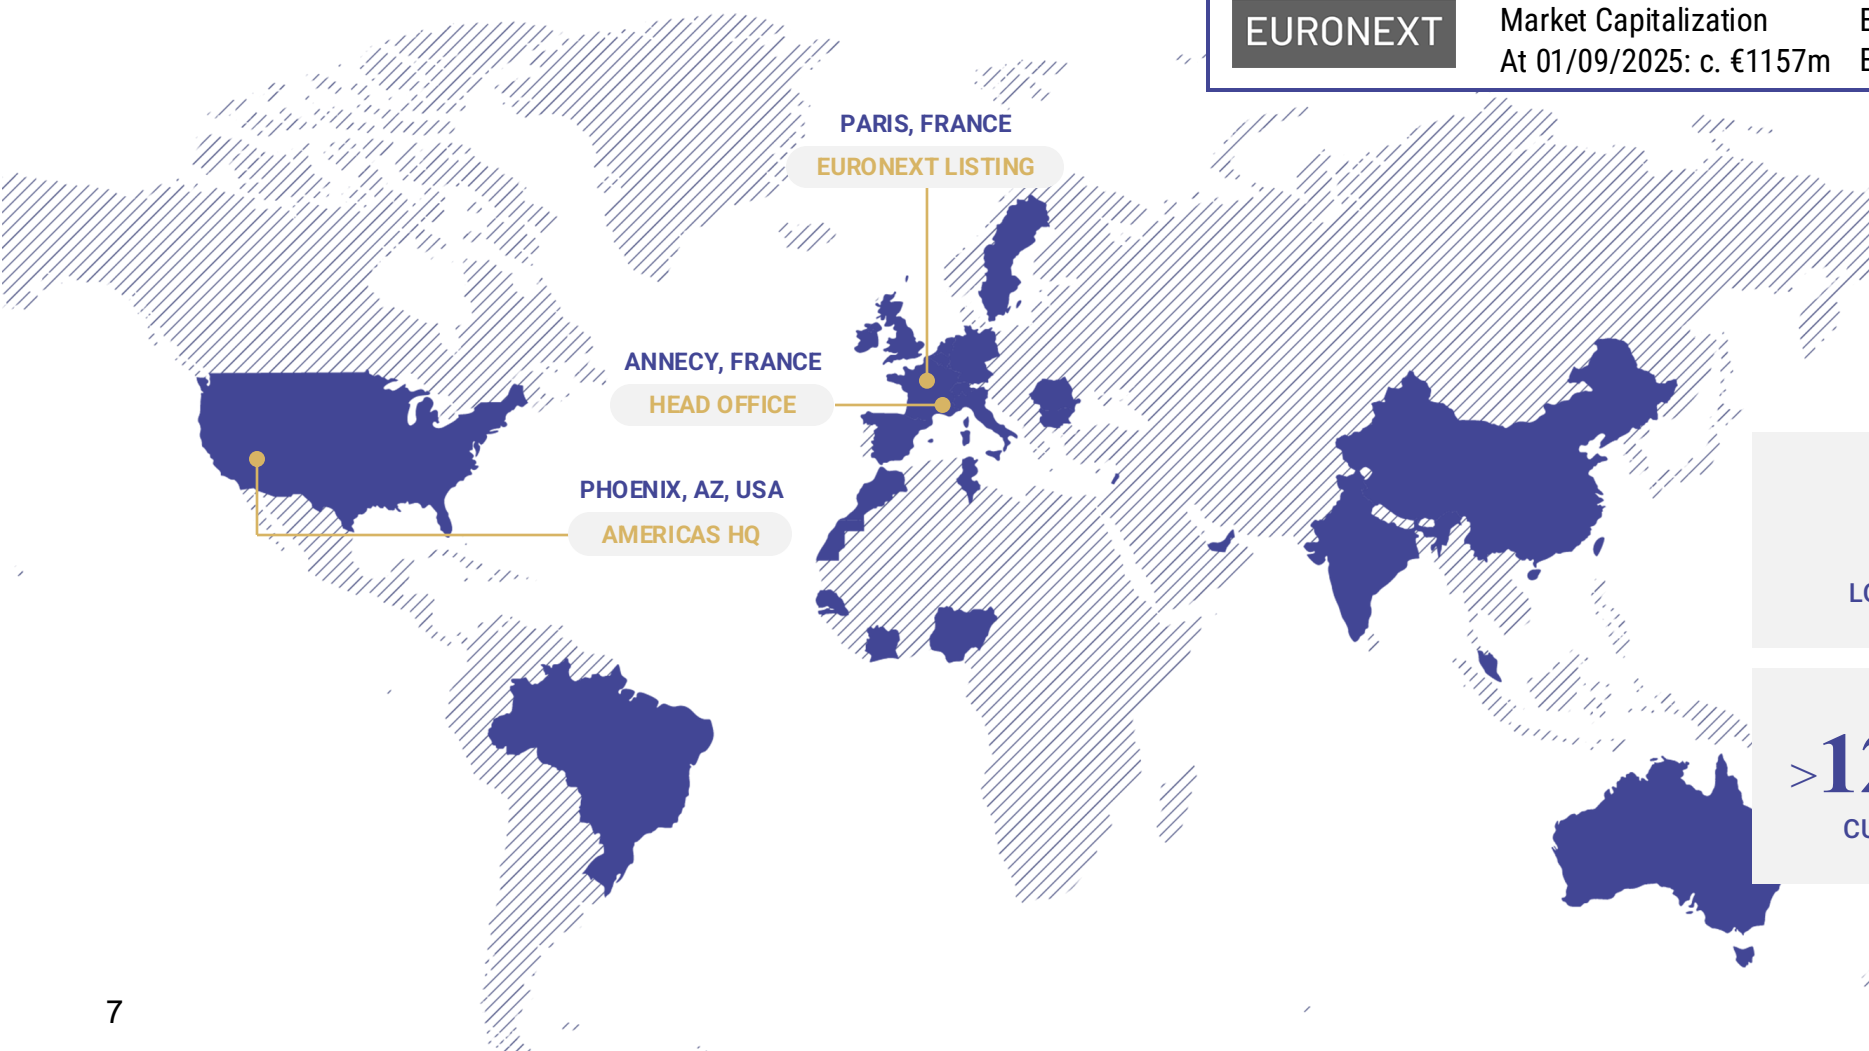 EURONEXT
Market Capitalization
At 01/09/2025: c. €1157m
PARIS, FRANCE
EURONEXT LISTING
ANNECY, FRANCE
HEAD OFFICE
PHOENIX, AZ, USA
AMERICAS HQ
>12
7